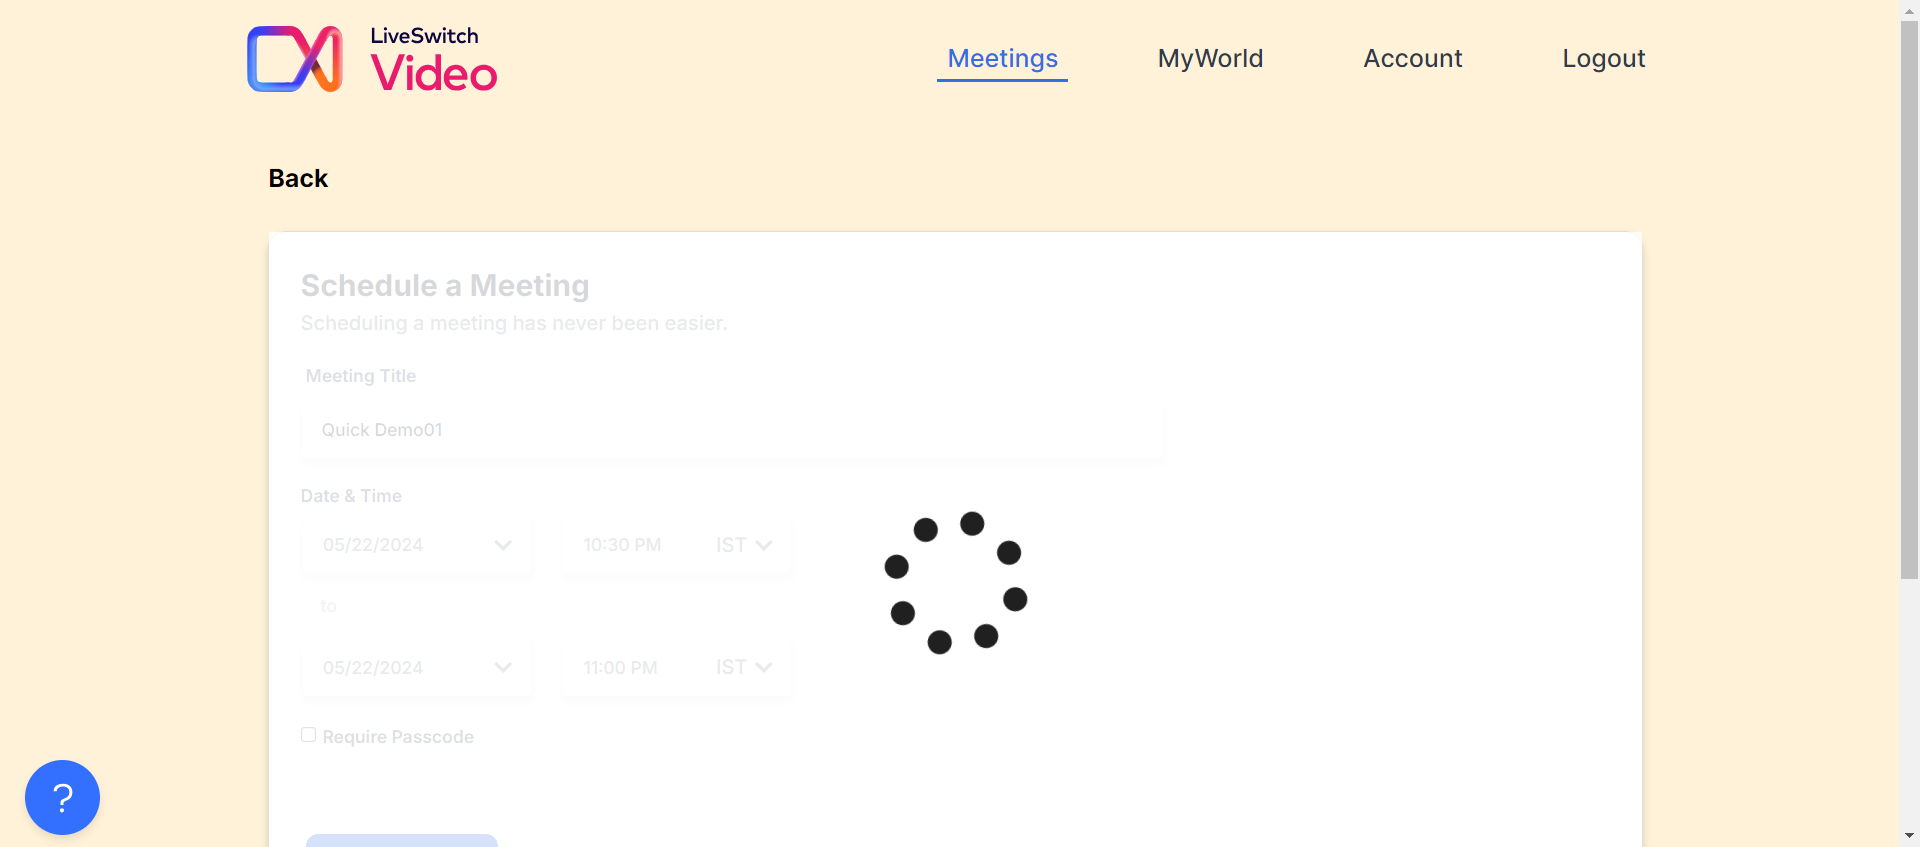 LiveSwitch
Video
Meetings
MyWorld
Account
Logout
Back
Schedule a Meeting
Scheduling a meeting has never been easier.
Meeting Title
Quick Demo01
Date & Time
05/22/2024
10:30 PM
IST
to
05/22/2024
11:00 PM
IST
Require Passcode
?